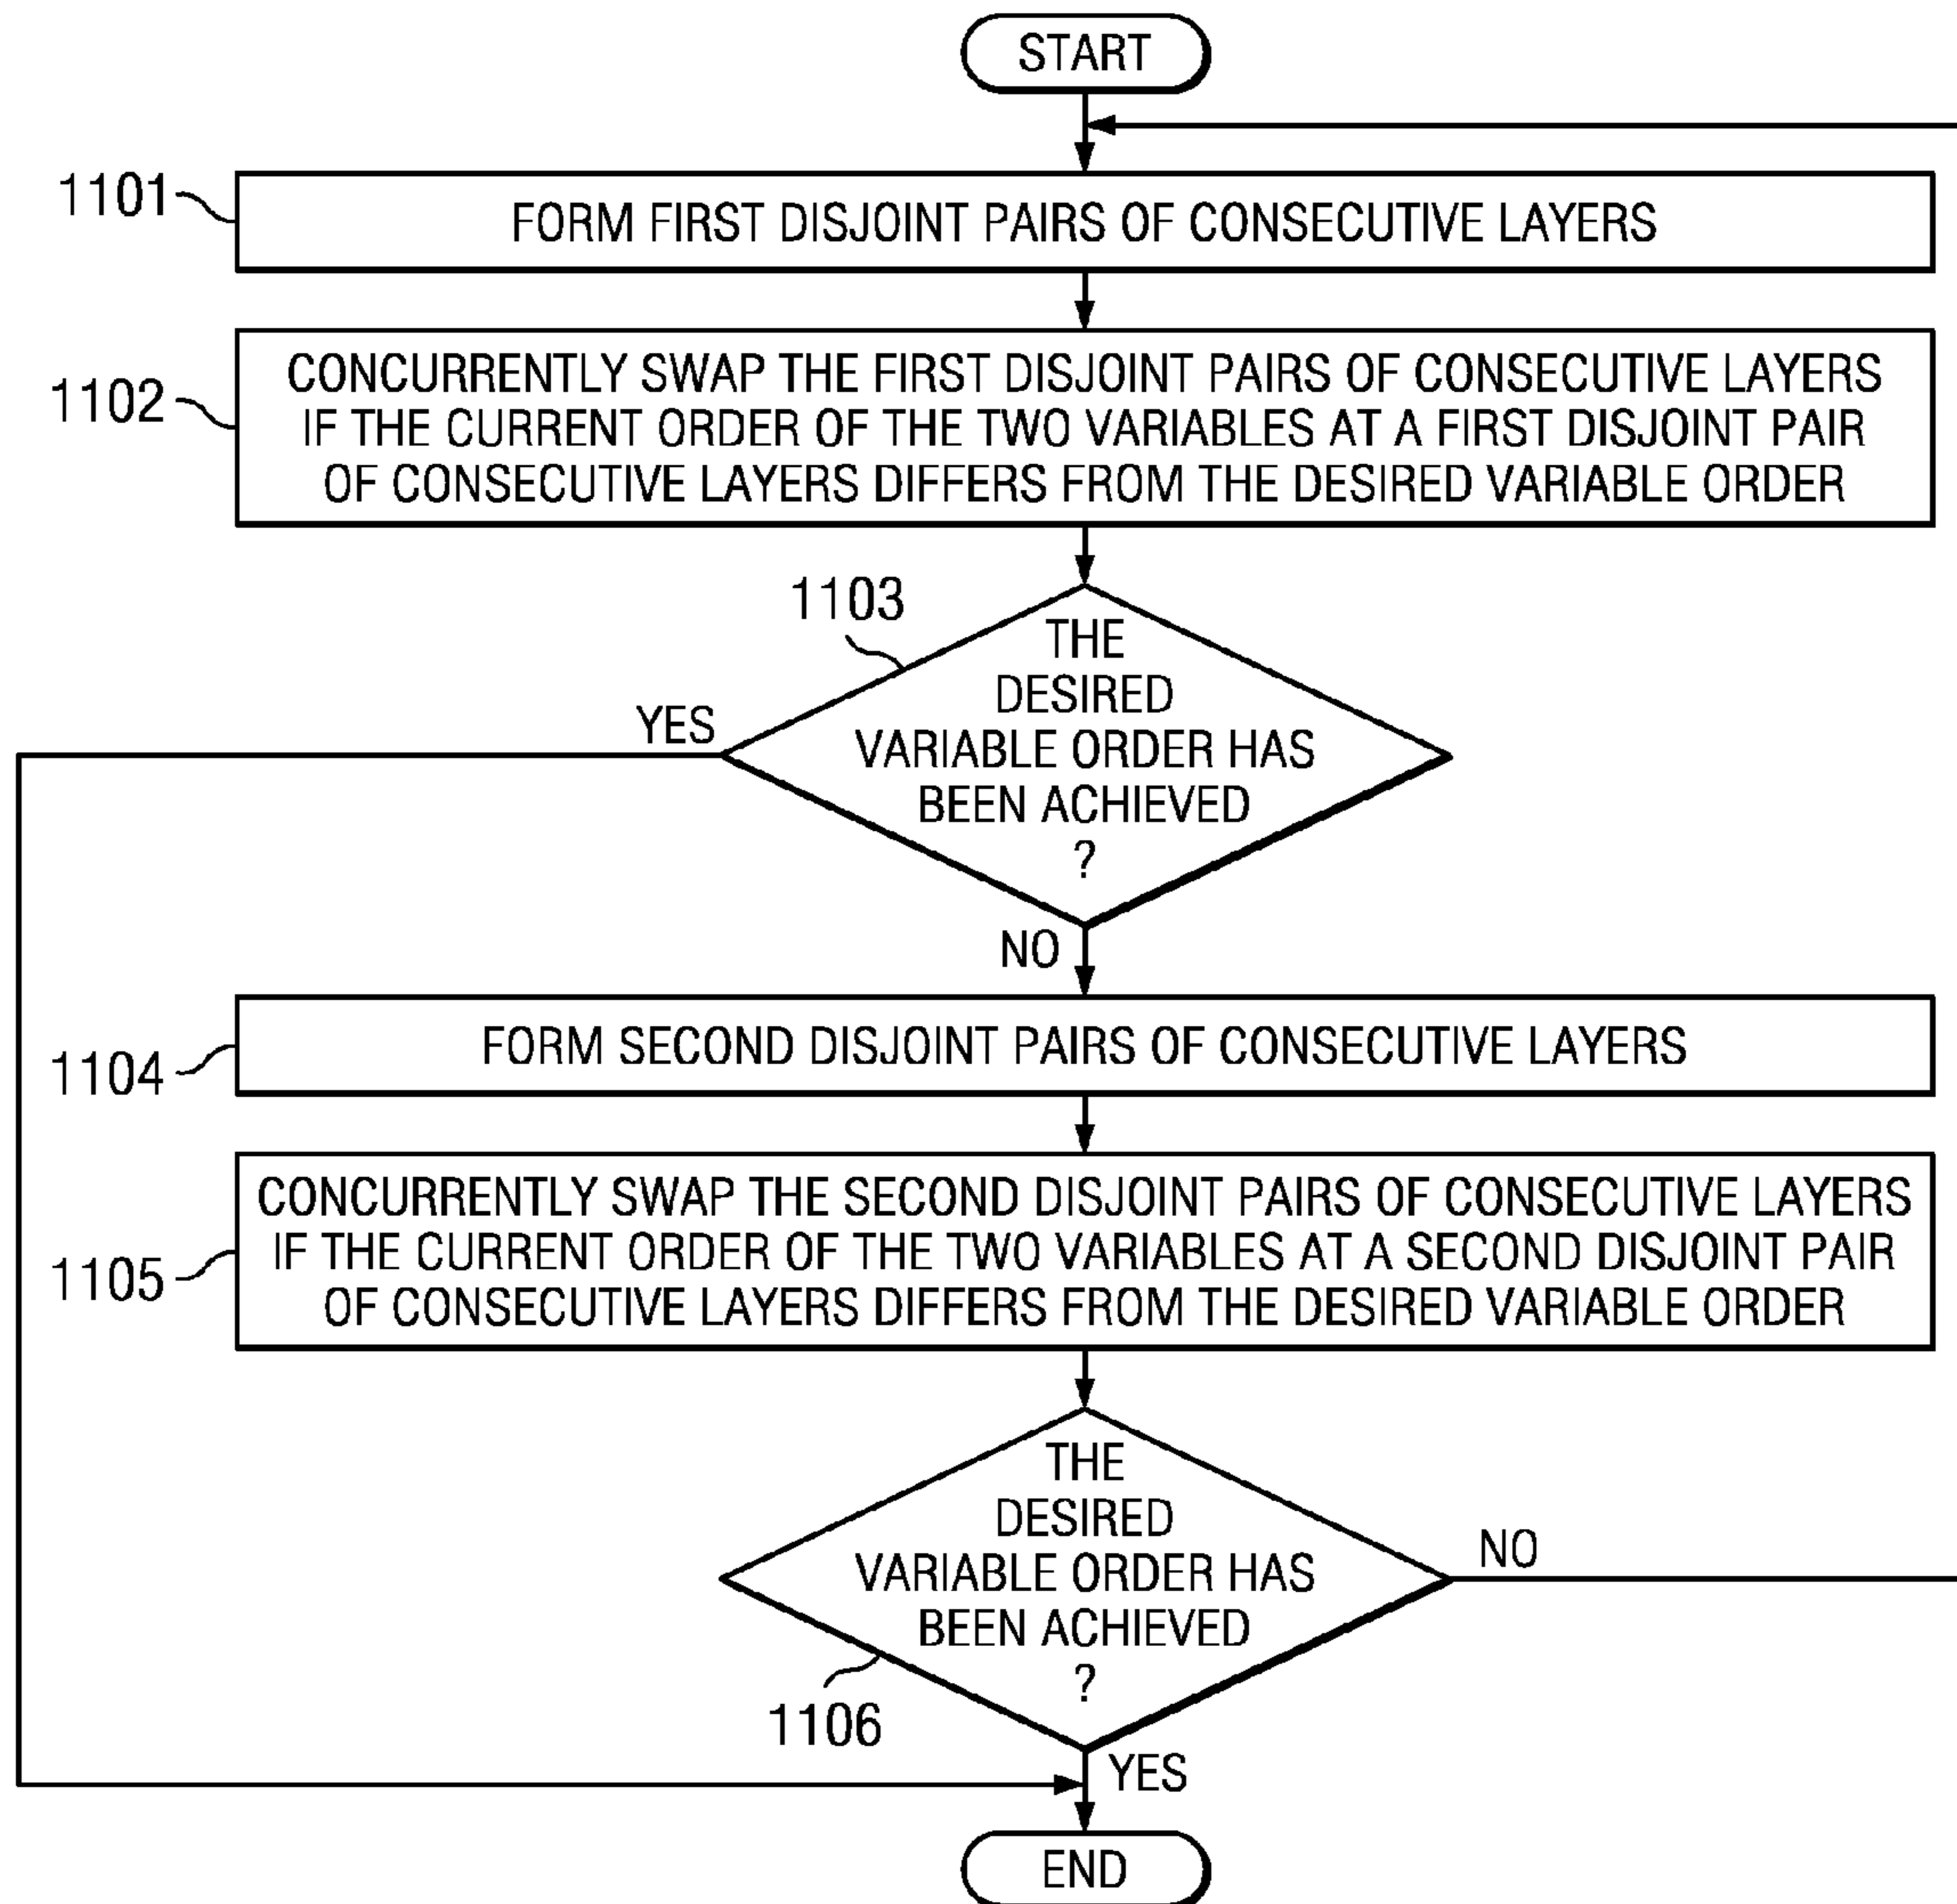 START
1101
FORM FIRST DISJOINT PAIRS OF CONSECUTIVE LAYERS
1102
CONCURRENTLY SWAP THE FIRST DISJOINT PAIRS OF CONSECUTIVE LAYERS
IF THE CURRENT ORDER OF THE TWO VARIABLES AT A FIRST DISJOINT PAIR
OF CONSECUTIVE LAYERS DIFFERS FROM THE DESIRED VARIABLE ORDER
1103
THE
DESIRED
VARIABLE ORDER HAS
BEEN ACHIEVED
?
YES
NO
1104
FORM SECOND DISJOINT PAIRS OF CONSECUTIVE LAYERS
1105
CONCURRENTLY SWAP THE SECOND DISJOINT PAIRS OF CONSECUTIVE LAYERS
IF THE CURRENT ORDER OF THE TWO VARIABLES AT A SECOND DISJOINT PAIR
OF CONSECUTIVE LAYERS DIFFERS FROM THE DESIRED VARIABLE ORDER
THE
DESIRED
VARIABLE ORDER HAS
BEEN ACHIEVED
?
NO
1106
YES
END